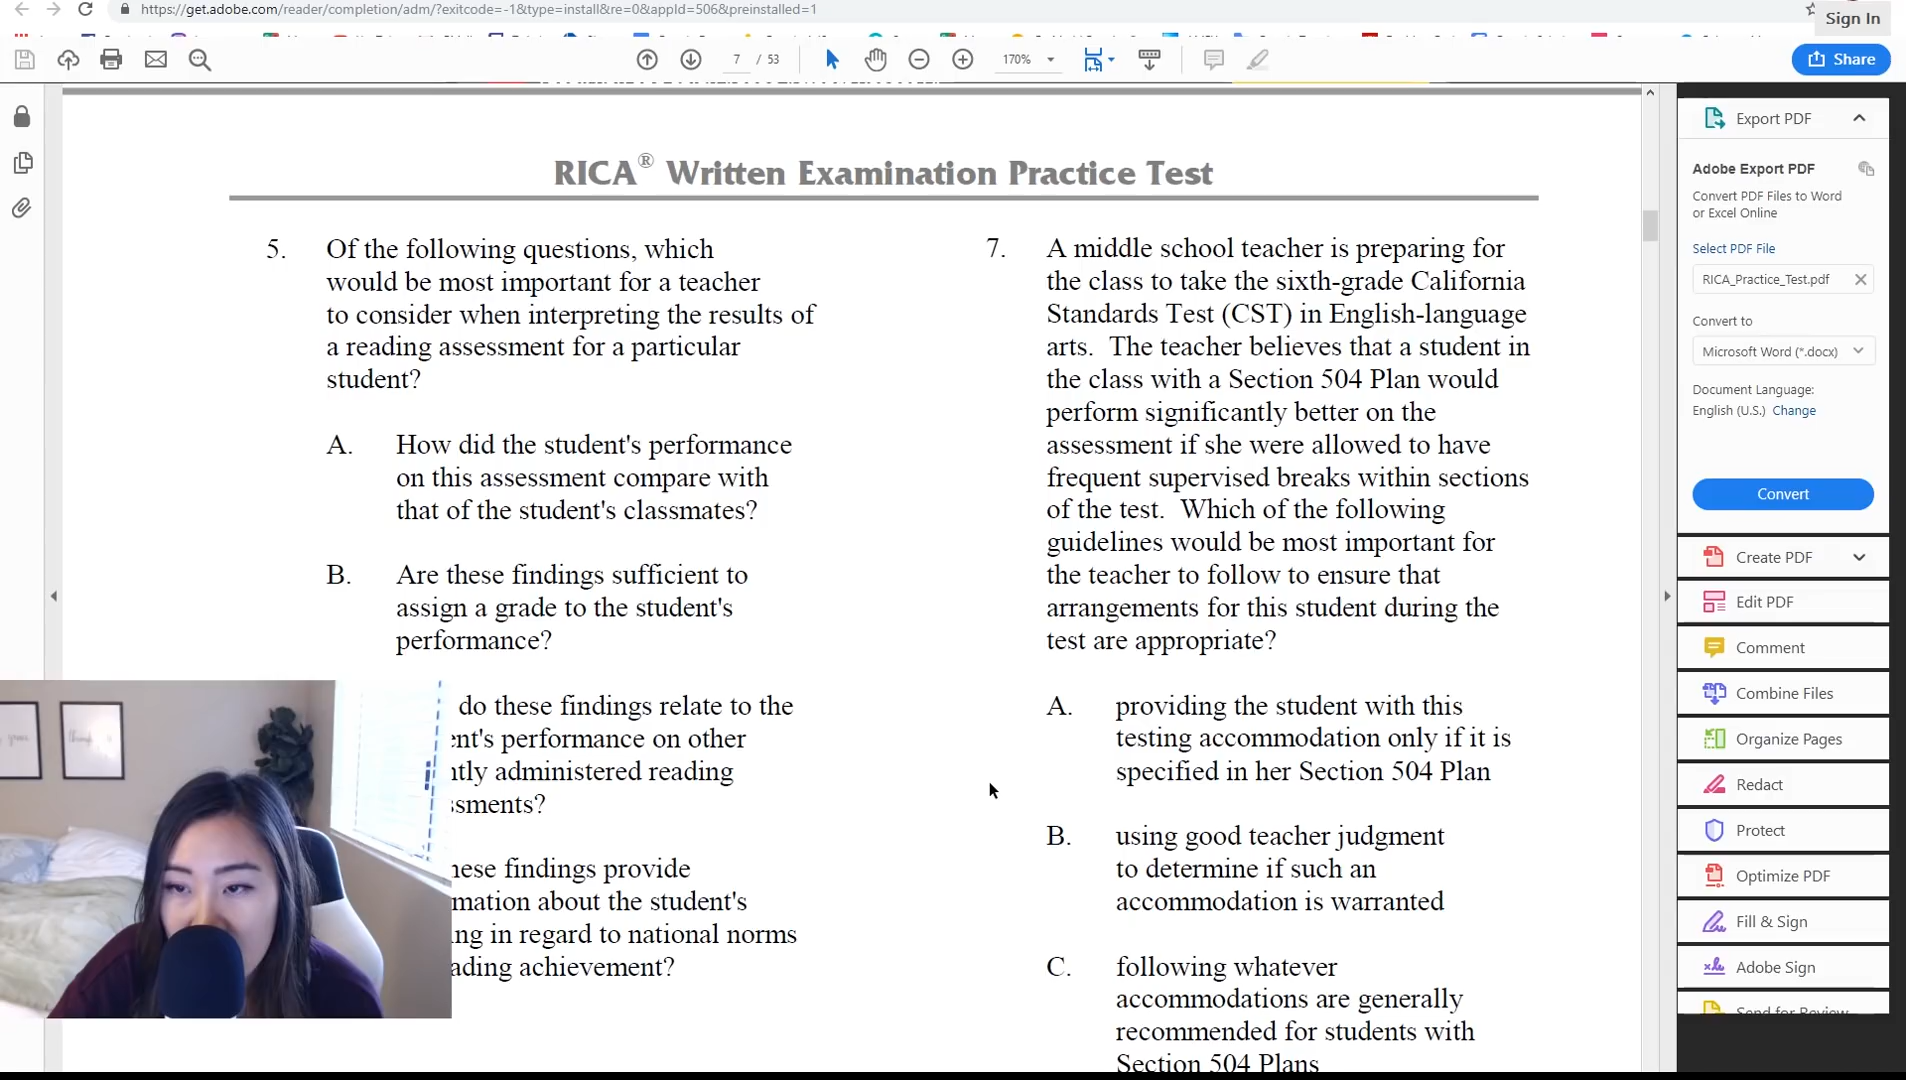 https://get.adobe.com/reader/completion/adm/?exitcode=-1&type=install&re=0&appId=506&preinstalled=1
Sign In
7 / 53
170%
Share
RICA® Written Examination Practice Test
5. Of the following questions, which
would be most important for a teacher
to consider when interpreting the results of
a reading assessment for a particular
student?
A. How did the student's performance
on this assessment compare with
that of the student's classmates?
B. Are these findings sufficient to
assign a grade to the student's
performance?
do these findings relate to the
ent's performance on other
ntly administered reading
ssments?
hese findings provide
mation about the student's
ng in regard to national norms
ading achievement?
7. A middle school teacher is preparing for
the class to take the sixth-grade California
Standards Test (CST) in English-language
arts. The teacher believes that a student in
the class with a Section 504 Plan would
perform significantly better on the
assessment if she were allowed to have
frequent supervised breaks within sections
of the test. Which of the following
guidelines would be most important for
the teacher to follow to ensure that
arrangements for this student during the
test are appropriate?
A. providing the student with this
testing accommodation only if it is
specified in her Section 504 Plan
B. using good teacher judgment
to determine if such an
accommodation is warranted
C. following whatever
accommodations are generally
recommended for students with
Section 504 Plans
Export PDF
Adobe Export PDF
Convert PDF Files to Word
or Excel Online
Select PDF File
RICA_Practice_Test.pdf
Convert to
Microsoft Word (*.docx)
Document Language:
English (U.S.) Change
Convert
Create PDF
Edit PDF
Comment
Combine Files
Organize Pages
Redact
Protect
Optimize PDF
Fill & Sign
Adobe Sign
Send for Review